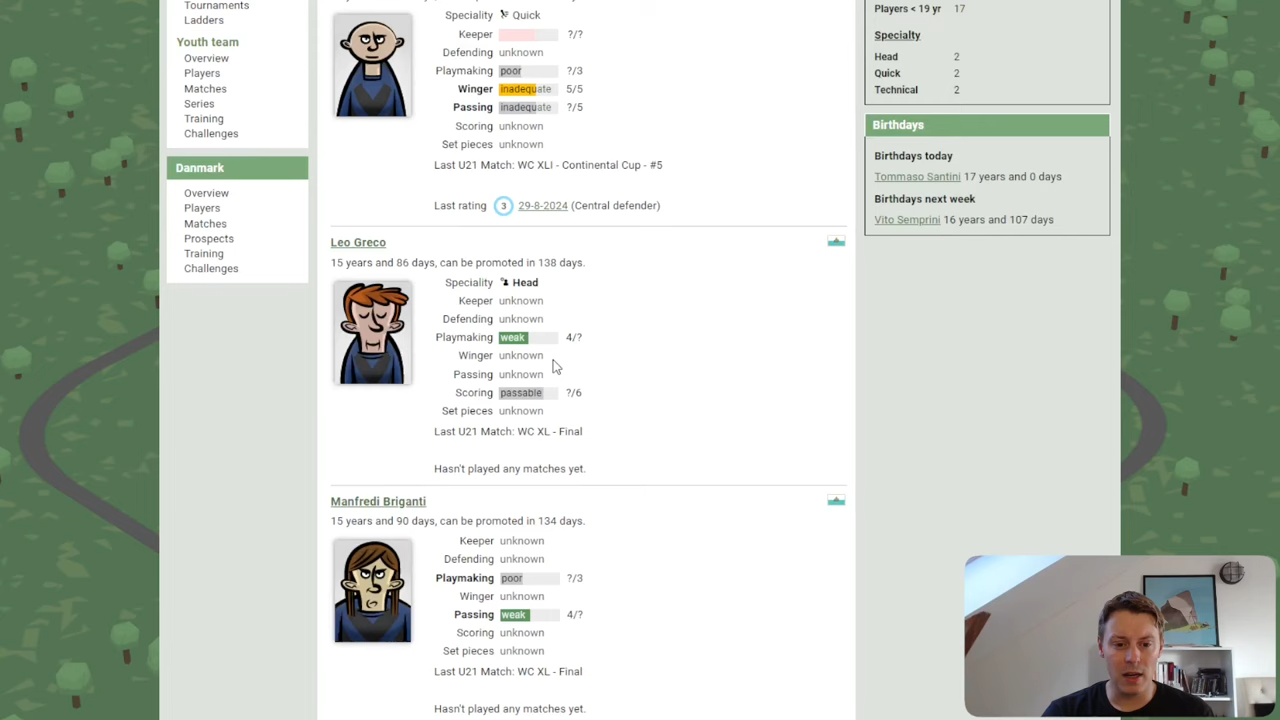 Tournaments
Ladders
Youth team
Overview
Players
Matches
Series
Training
Challenges
Danmark
Overview
Players
Matches
Prospects
Training
Challenges
Speciality Quick
Keeper ?/?
Defending unknown
Playmaking poor ?/3
Winger inadequate 5/5
Passing inadequate ?/5
Scoring unknown
Set pieces unknown
Last U21 Match: WC XLI - Continental Cup - #5
Last rating 3 29-8-2024 (Central defender)
Leo Greco
15 years and 86 days, can be promoted in 138 days.
Speciality Head
Keeper unknown
Defending unknown
Playmaking weak 4/?
Winger unknown
Passing unknown
Scoring passable ?/6
Set pieces unknown
Last U21 Match: WC XL - Final
Hasn't played any matches yet.
Manfredi Briganti
15 years and 90 days, can be promoted in 134 days.
Keeper unknown
Defending unknown
Playmaking poor ?/3
Winger unknown
Passing weak 4/?
Scoring unknown
Set pieces unknown
Last U21 Match: WC XL - Final
Hasn't played any matches yet.
Players < 19 yr 17
Specialty
Head 2
Quick 2
Technical 2
Birthdays
Birthdays today
Tommaso Santini 17 years and 0 days
Birthdays next week
Vito Semprini 16 years and 107 days